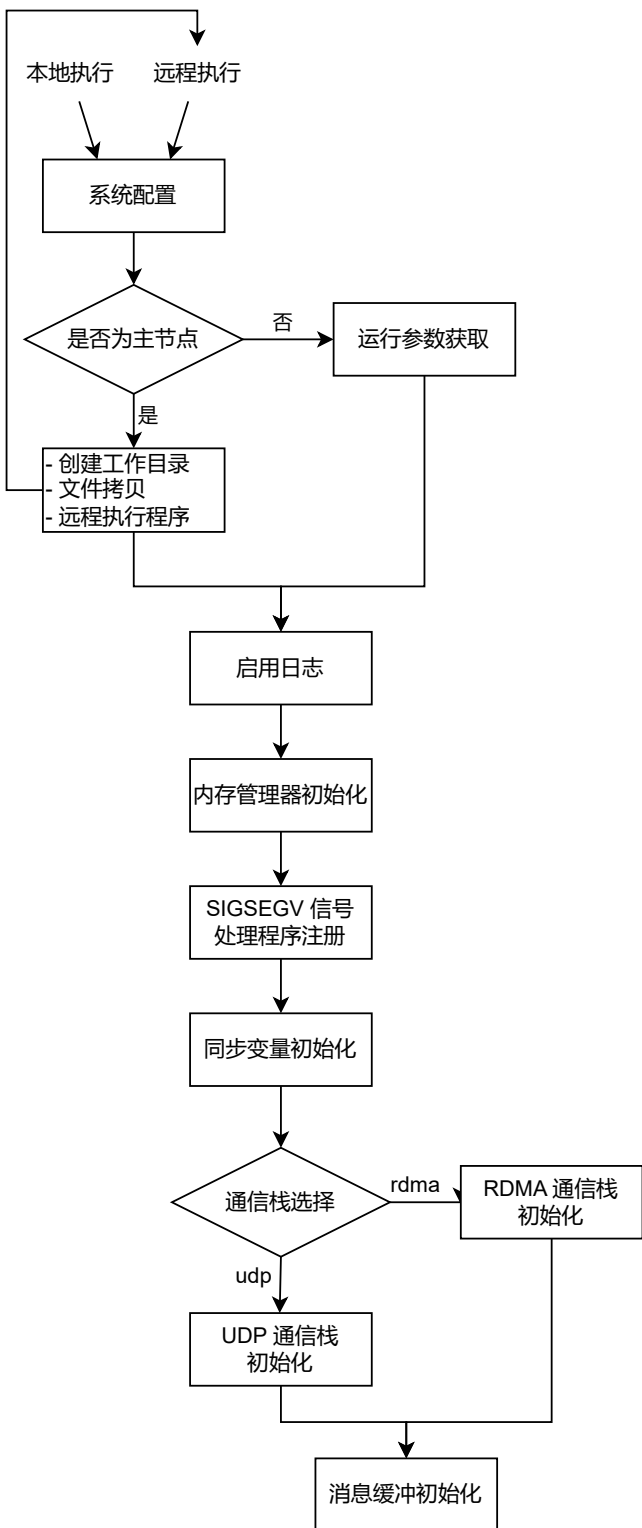 本地执行
远程执行
系统配置
是否为主节点
否
运行参数获取
是
- 创建工作目录
- 文件拷贝
- 远程执行程序
启用日志
内存管理器初始化
SIGSEGV 信号
处理程序注册
同步变量初始化
通信栈选择
rdma
RDMA 通信栈
初始化
udp
UDP 通信栈
初始化
消息缓冲初始化